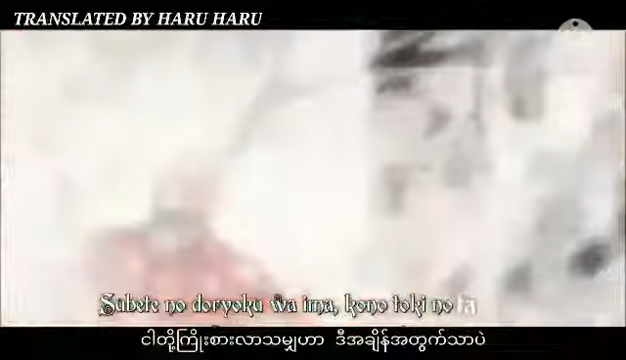 TRANSLATED BY HARU HARU
Subete no doryoku wa ima, kono toki no ta
ငါတို့ကြိုးစားလာသမျှဟာ ဒီအချိန်အတွက်သာပဲ